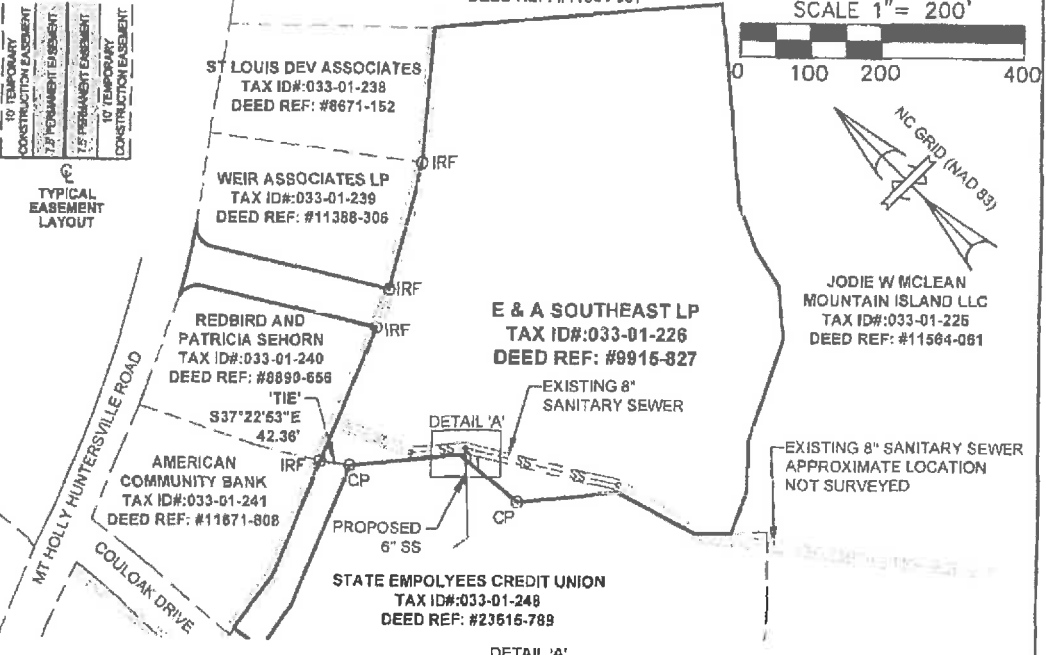 SCALE 1"= 200'
0 100 200 400
10' TEMPORARY
CONSTRUCTION EASEMENT
7.5' PERMANENT EASEMENT
7.5' PERMANENT EASEMENT
10' TEMPORARY
CONSTRUCTION EASEMENT
TYPICAL
EASEMENT
LAYOUT
ST LOUIS DEV ASSOCIATES
TAX ID#:033-01-238
DEED REF: #8671-152
IRF
WEIR ASSOCIATES LP
TAX ID#:033-01-239
DEED REF: #11388-306
NC GRID (NAD 83)
IRF
JODIE W MCLEAN
MOUNTAIN ISLAND LLC
TAX ID#:033-01-225
DEED REF: #11564-061
E & A SOUTHEAST LP
TAX ID#:033-01-226
DEED REF: #9915-827
IRF
REDBIRD AND
PATRICIA SEHORN
TAX ID#:033-01-240
DEED REF: #8890-656
'TIE'
S37°22'53"E
42.36'
EXISTING 8"
SANITARY SEWER
DETAIL 'A'
SS
SS
EXISTING 8" SANITARY SEWER
APPROXIMATE LOCATION
NOT SURVEYED
IRF
CP
CP
AMERICAN
COMMUNITY BANK
TAX ID#:033-01-241
DEED REF: #11671-808
PROPOSED
6" SS
MT HOLLY HUNTERSVILLE ROAD
COULOAK DRIVE
STATE EMPOLYEES CREDIT UNION
TAX ID#:033-01-248
DEED REF: #23515-789
DETAIL 'A'